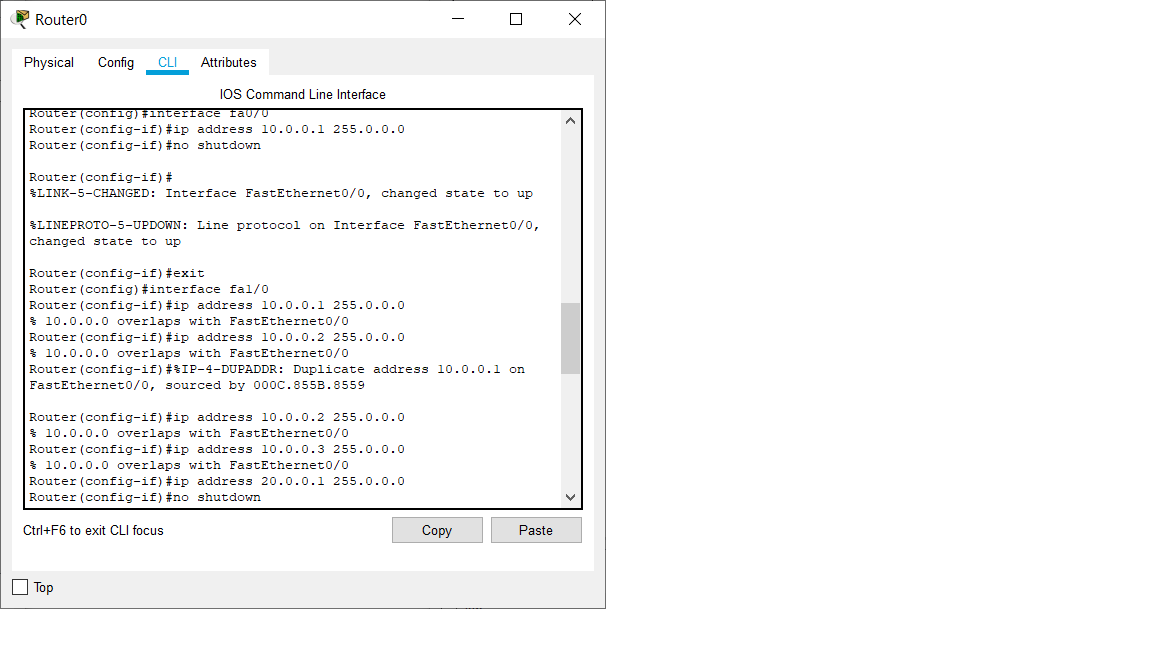 Router0
Physical Config CLI Attributes
IOS Command Line Interface
Router(config)#interface fa0/0
Router(config-if)#ip address 10.0.0.1 255.0.0.0
Router(config-if)#no shutdown
Router(config-if)#
%LINK-5-CHANGED: Interface FastEthernet0/0, changed state to up
%LINEPROTO-5-UPDOWN: Line protocol on Interface FastEthernet0/0,
changed state to up
Router(config-if)#exit
Router(config)#interface fa1/0
Router(config-if)#ip address 10.0.0.1 255.0.0.0
% 10.0.0.0 overlaps with FastEthernet0/0
Router(config-if)#ip address 10.0.0.2 255.0.0.0
% 10.0.0.0 overlaps with FastEthernet0/0
Router(config-if)#%IP-4-DUPADDR: Duplicate address 10.0.0.1 on
FastEthernet0/0, sourced by 000C.855B.8559
Router(config-if)#ip address 10.0.0.2 255.0.0.0
% 10.0.0.0 overlaps with FastEthernet0/0
Router(config-if)#ip address 10.0.0.3 255.0.0.0
% 10.0.0.0 overlaps with FastEthernet0/0
Router(config-if)#ip address 20.0.0.1 255.0.0.0
Router(config-if)#no shutdown
Ctrl+F6 to exit CLI focus
Copy Paste
Top